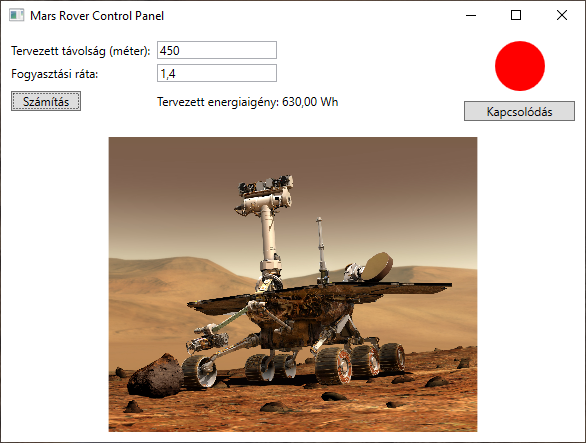 Mars Rover Control Panel
Tervezett távolság (méter): 450
Fogyasztási ráta: 1,4
Számítás
Tervezett energiaigény: 630,00 Wh
Kapcsolódás